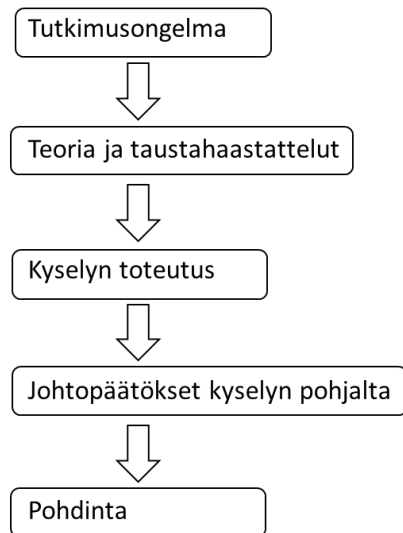 Tutkimusongelma
Teoria ja taustahaastattelut
Kyselyn toteutus
Johtopäätökset kyselyn pohjalta
Pohdinta